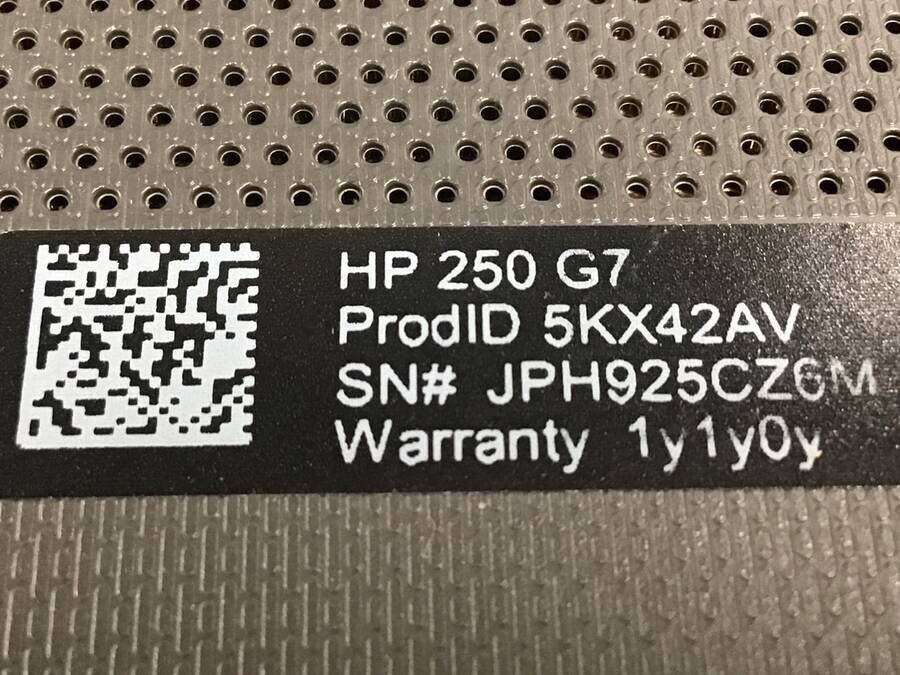 HP 250 G7
ProdID 5KX42AV
SN# JPH925CZ6M
Warranty 1y1y0y